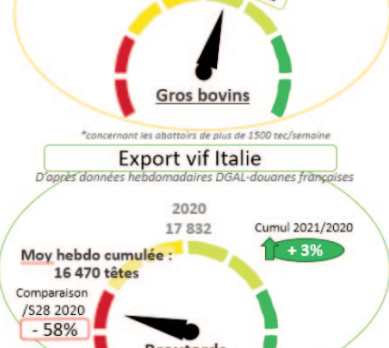 Gros bovins
*concernant les abattoirs de plus de 1500 tec/semaine
Export vif Italie
D'après données hebdomadaires DGAL-douanes françaises
2020
17 832
Cumul 2021/2020
+ 3%
Moy hebdo cumulée :
16 470 têtes
Comparaison
/S28 2020
- 58%